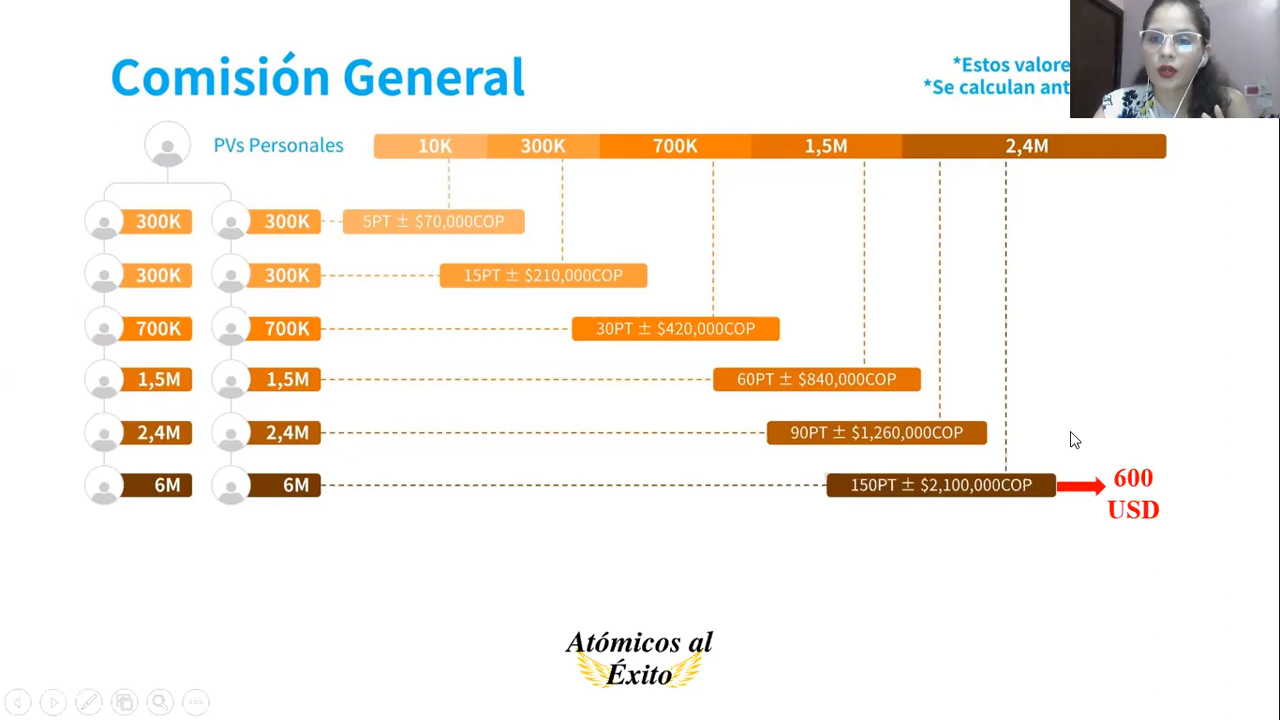 Comisión General
*Estos valore
*Se calculan ant
PVs Personales
10K 300K 700K 1,5M 2,4M
300K 300K 5PT ± $70,000COP
300K 300K 15PT ± $210,000COP
700K 700K 30PT ± $420,000COP
1,5M 1,5M 60PT ± $840,000COP
2,4M 2,4M 90PT ± $1,260,000COP
6M 6M 150PT ± $2,100,000COP
600
USD
Atómicos al
Éxito